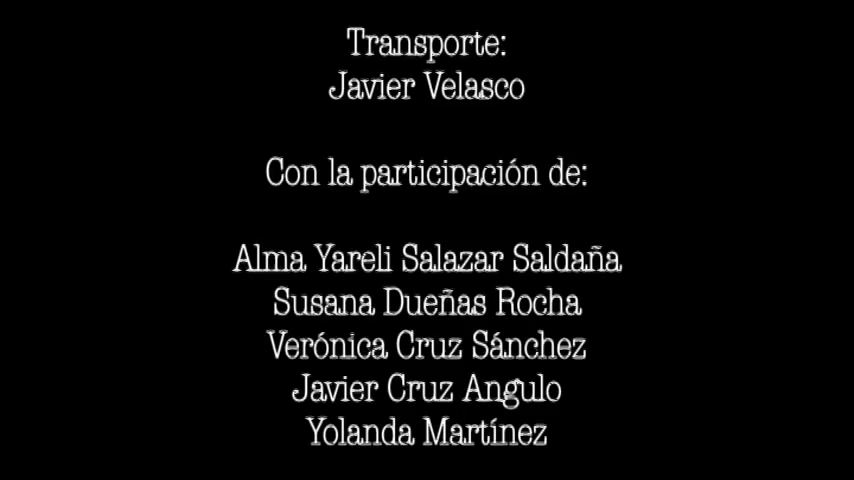 Transporte:
Javier Velasco
Con la participación de:
Alma Yareli Salazar Saldaña
Susana Dueñas Rocha
Verónica Cruz Sánchez
Javier Cruz Angulo
Yolanda Martínez